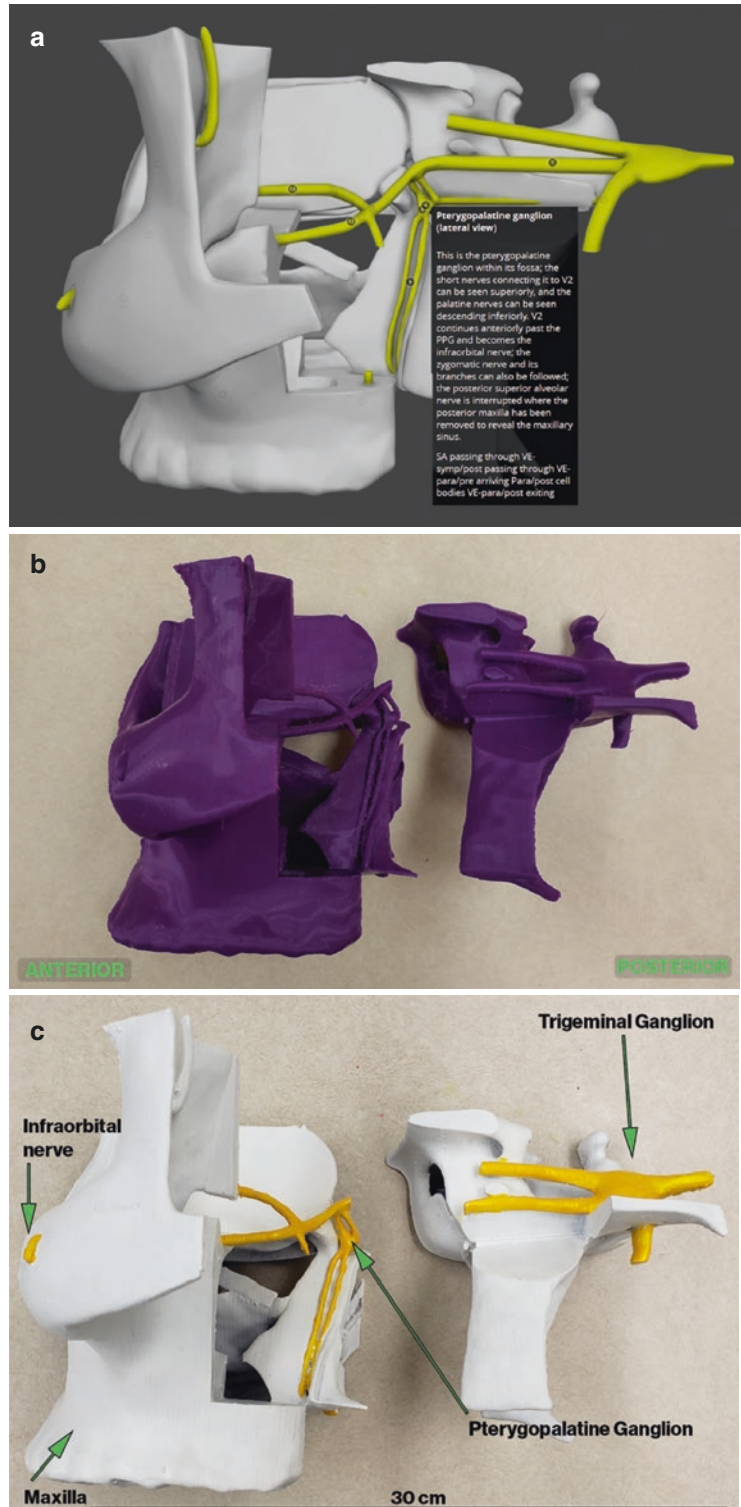 a
Pterygopalatine ganglion
(lateral view)
This is the pterygopalatine
ganglion within its fossa; the
short nerves connecting it to V2
can be seen superiorly, and the
palatine nerves can be seen
descending inferiorly. V2
continues anteriorly past the
PPG and becomes the
infraorbital nerve; the
zygomatic nerve and its
branches can also be followed;
the posterior superior alveolar
nerve is interrupted where the
posterior maxilla has been
removed to reveal the maxillary
sinus.
SA passing through VE-
symp/post passing through VE-
para/pre arriving Para/post cell
bodies VE-para/post exiting
b
ANTERIOR
POSTERIOR
c
Trigeminal Ganglion
Infraorbital
nerve
Pterygopalatine Ganglion
Maxilla
30 cm